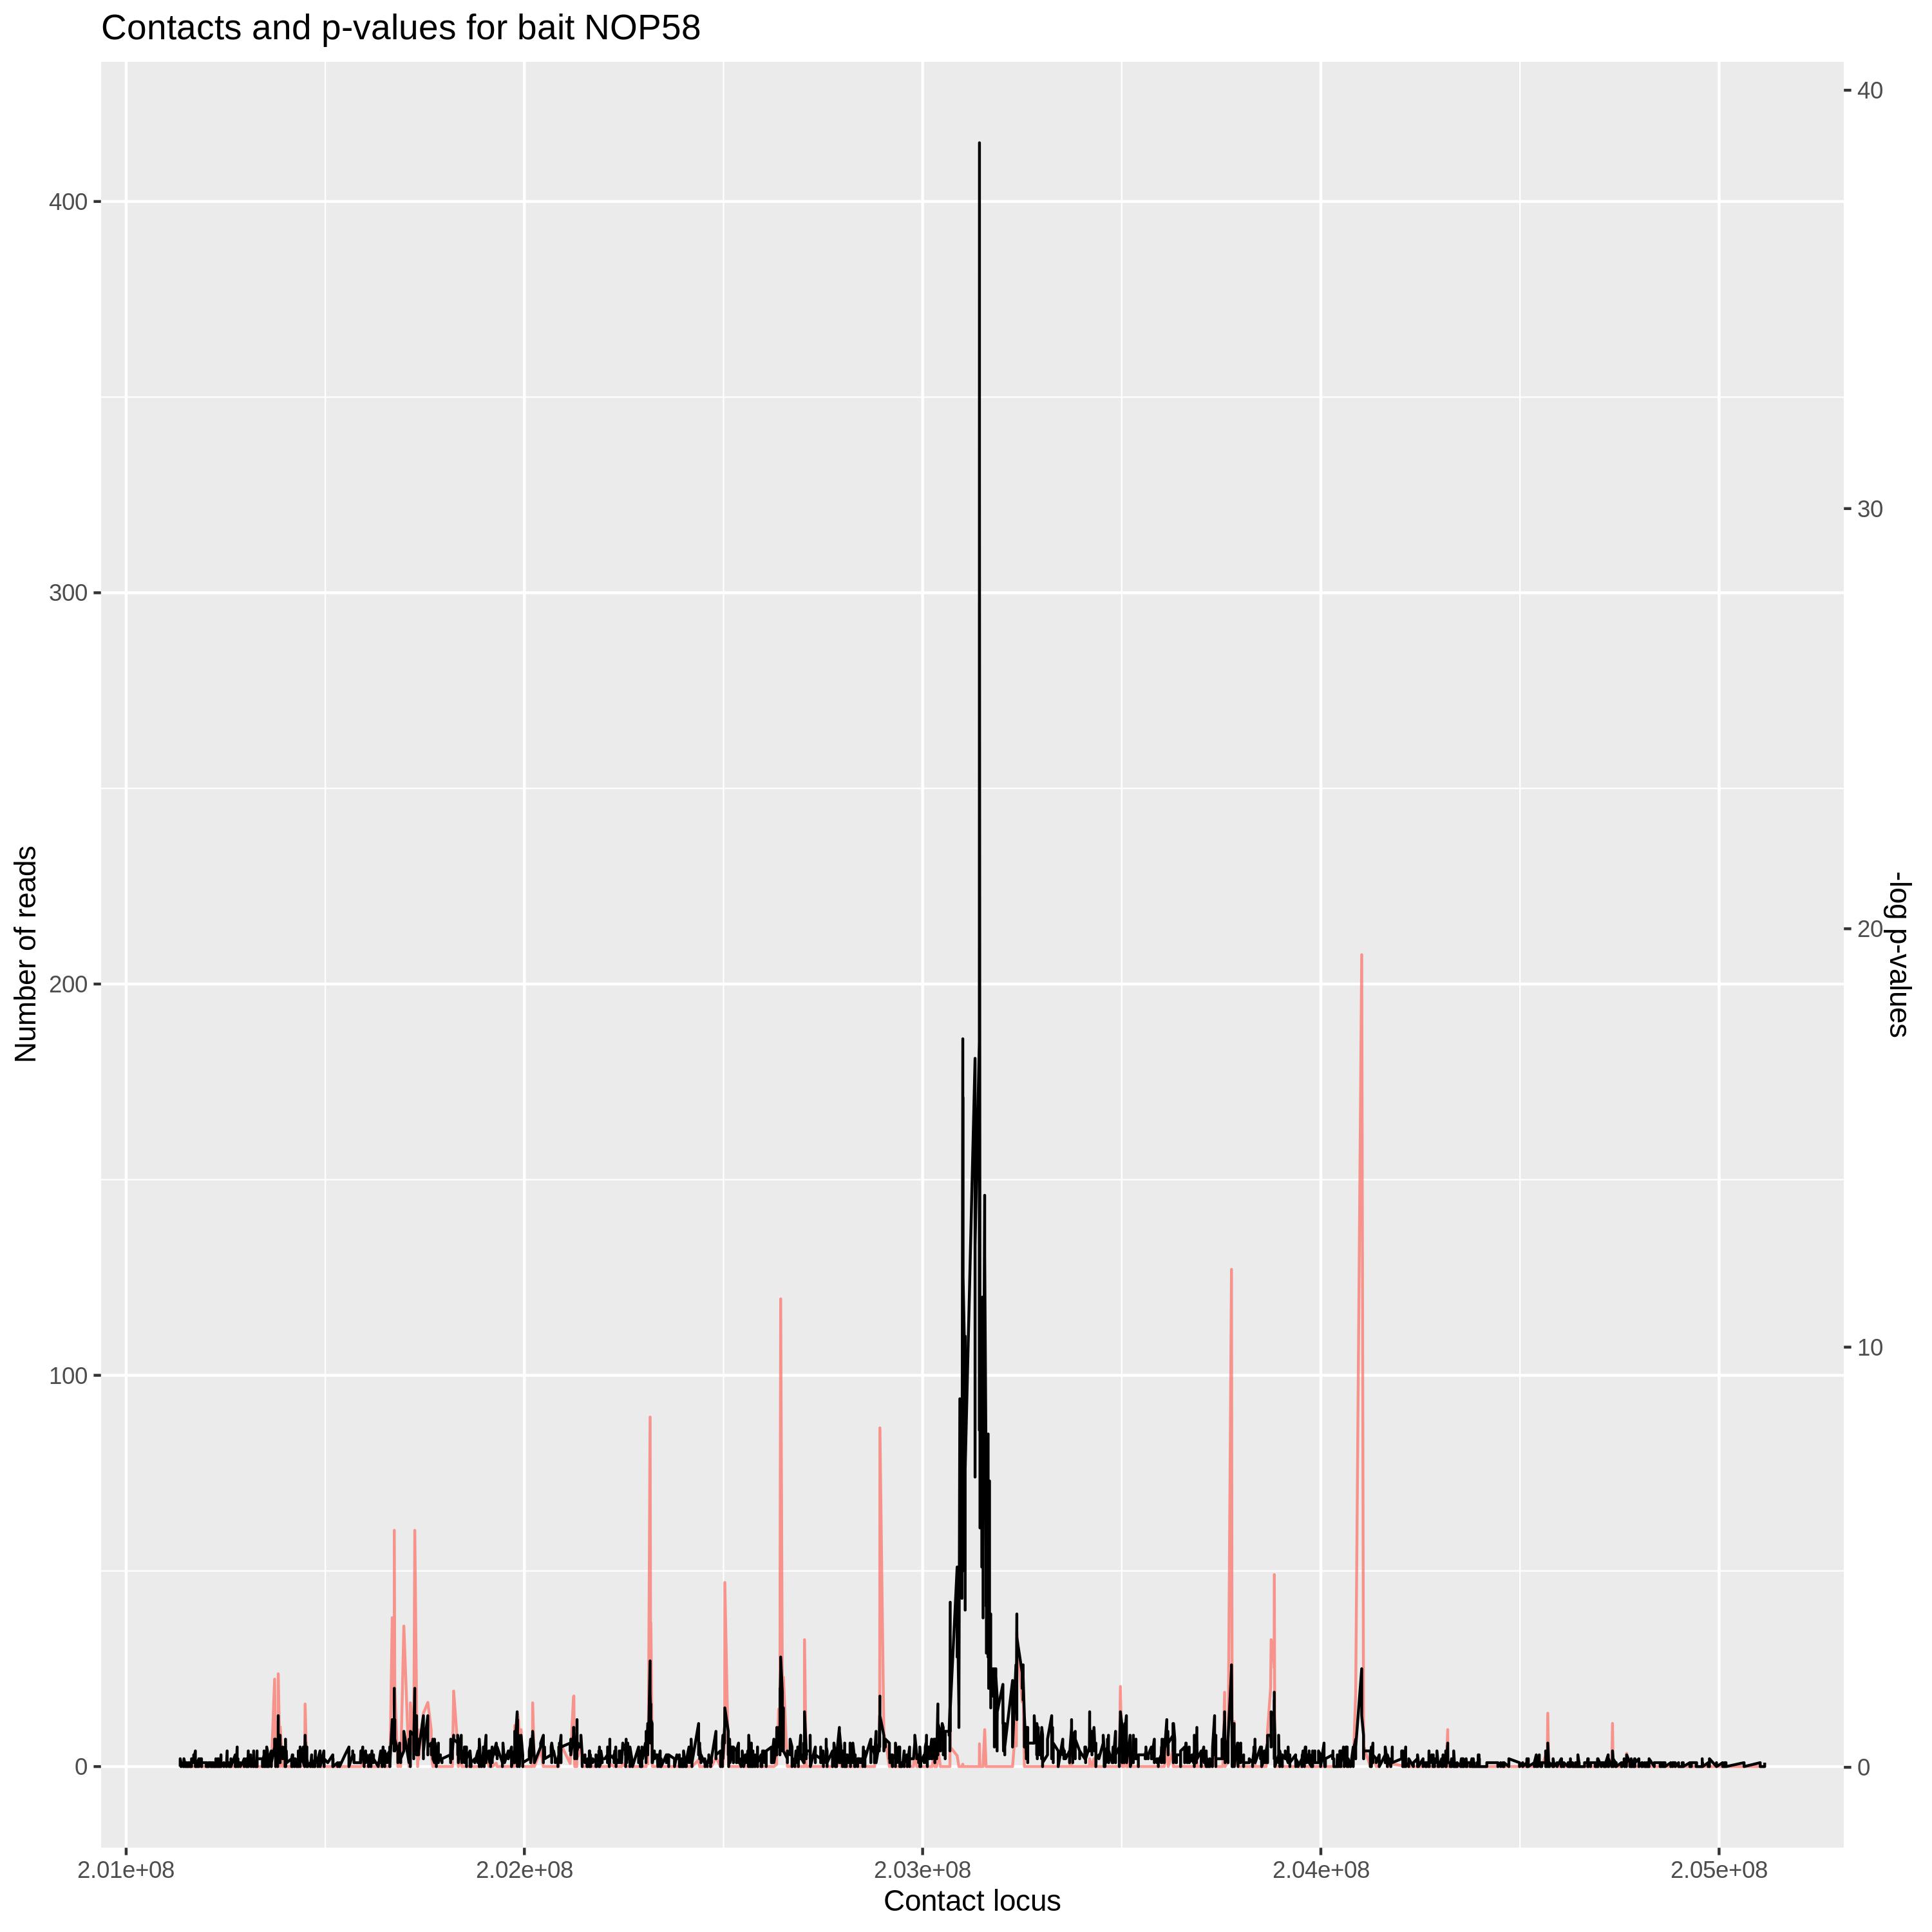 Contacts and p-values for bait NOP58
400
300
200
100
0
Number of reads
40
30
20
10
0
-log p-values
2.01e+08
2.02e+08
2.03e+08
2.04e+08
2.05e+08
Contact locus